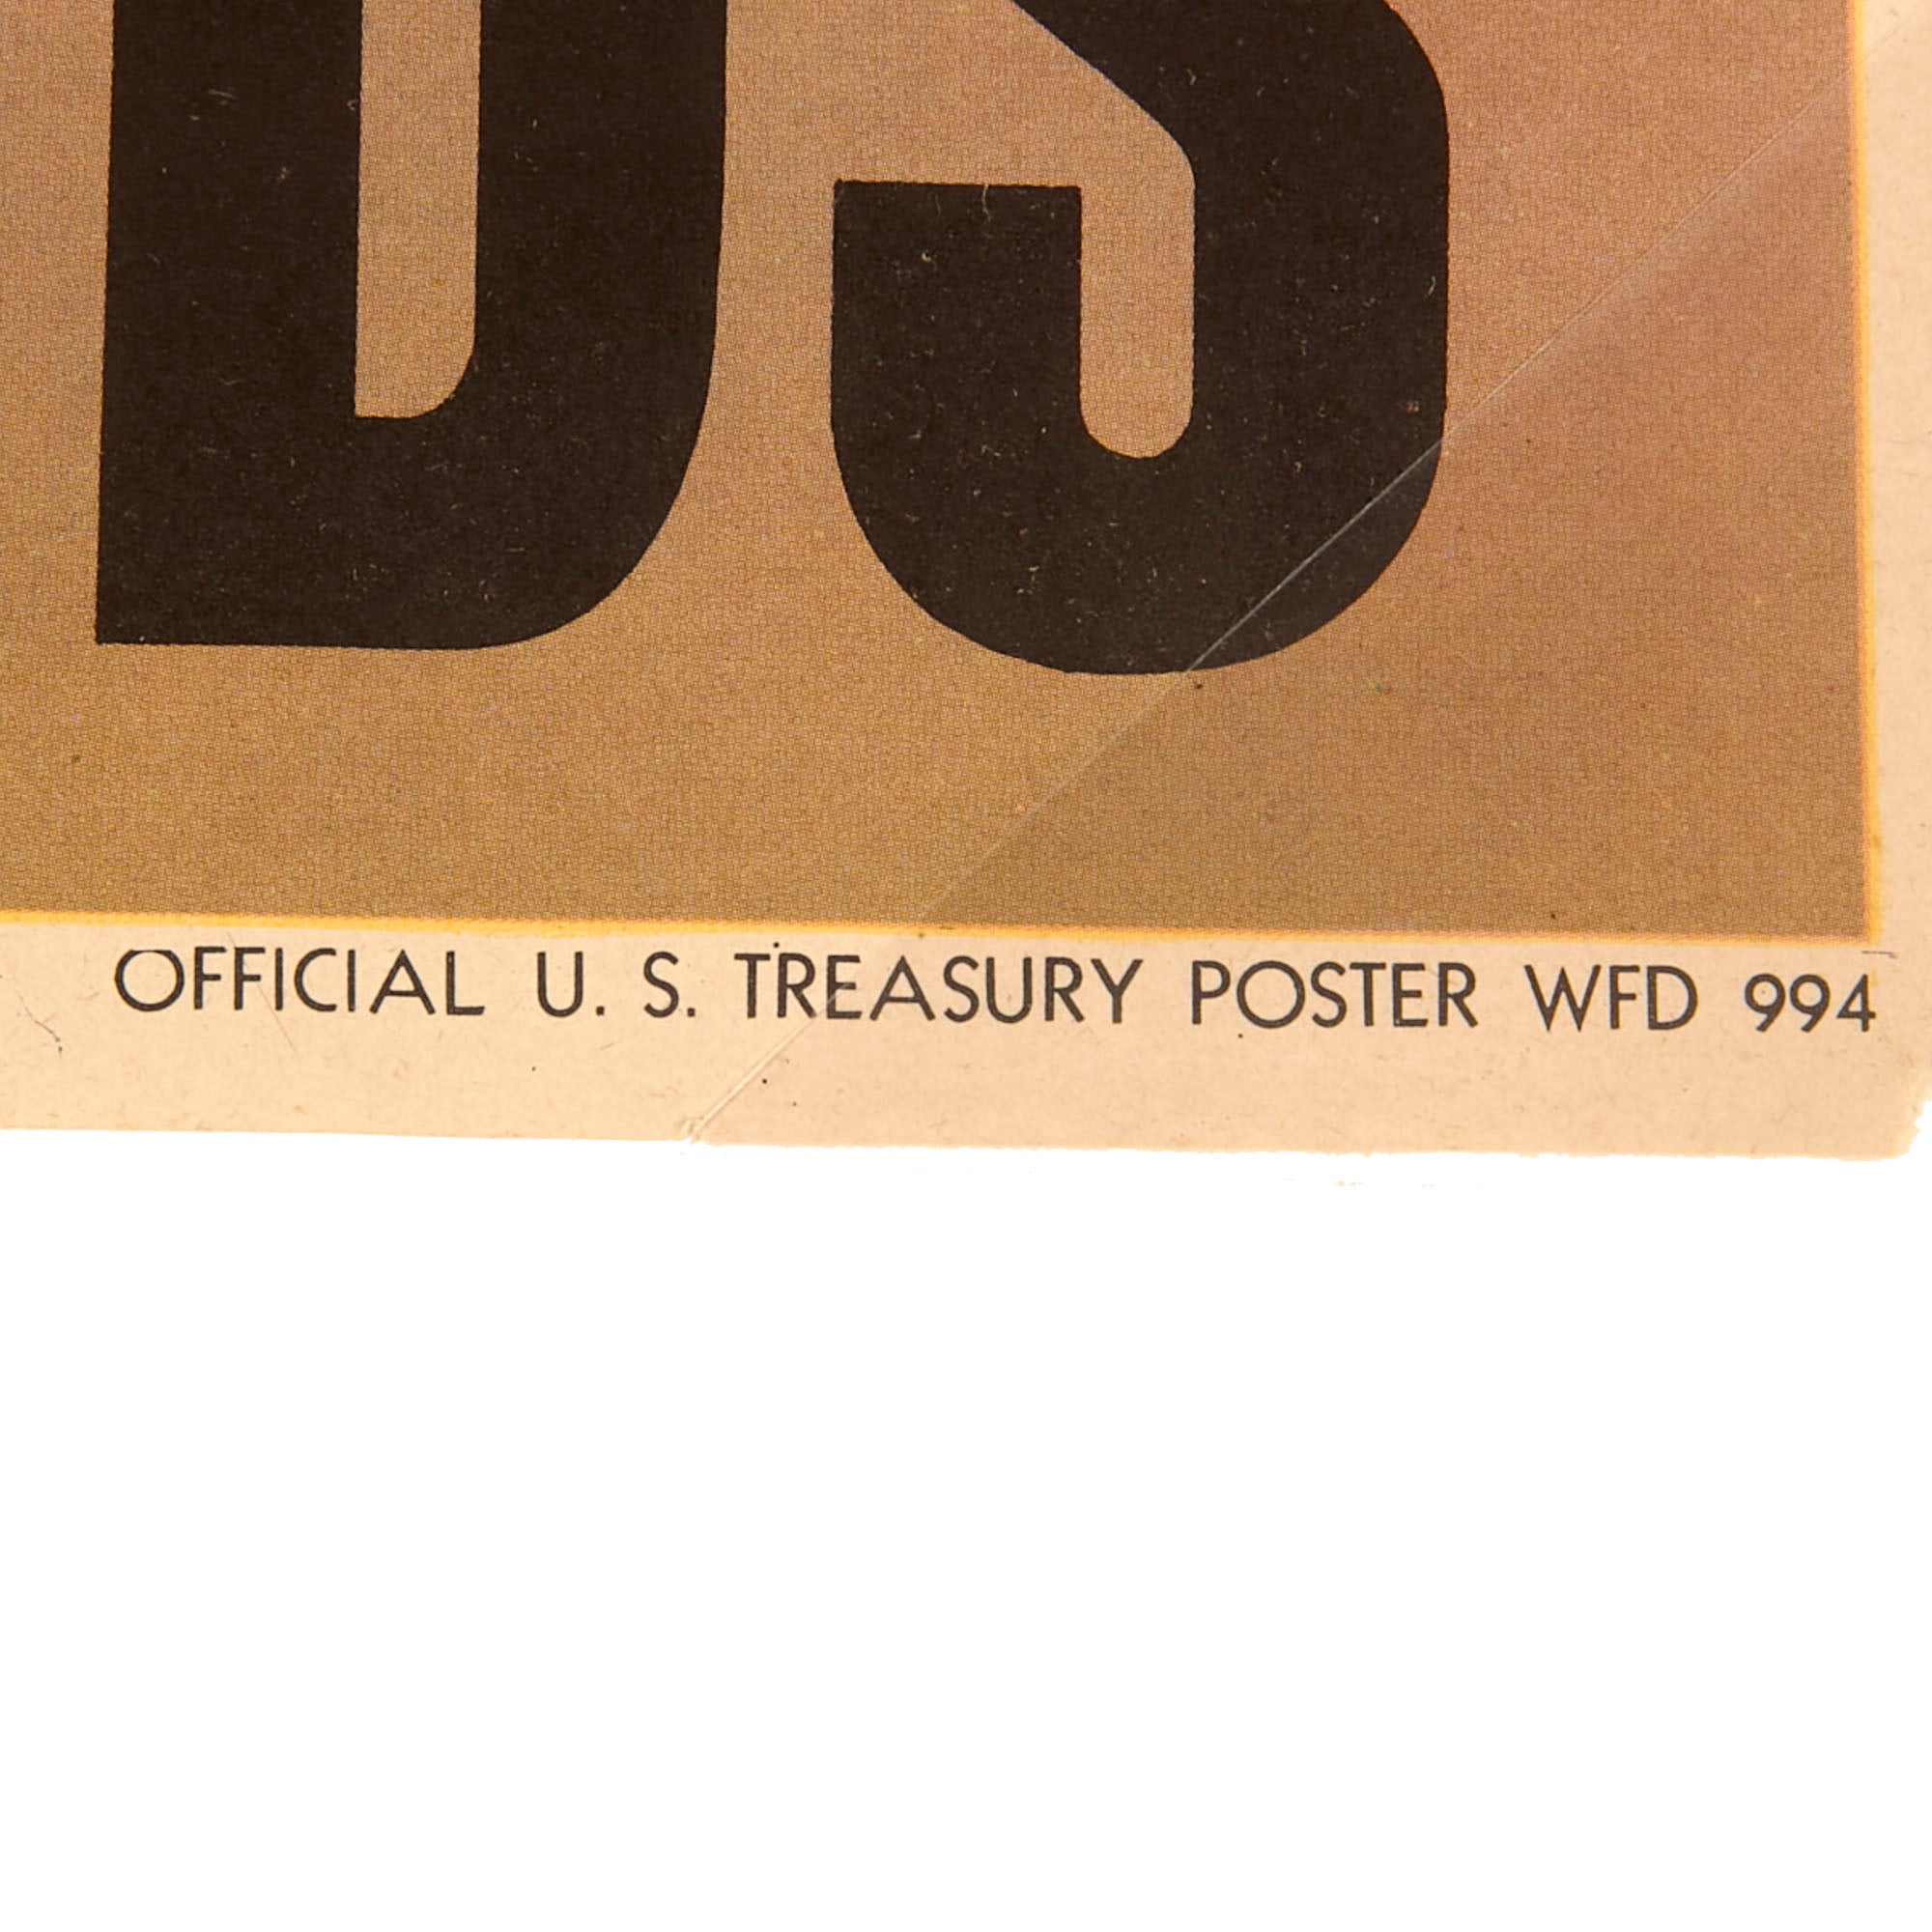 DS
OFFICIAL U. S. TREASURY POSTER WFD 994